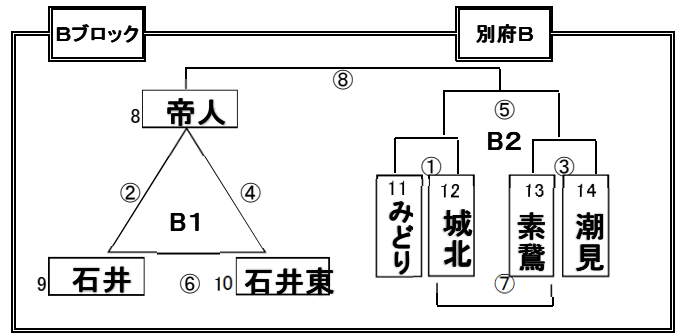 Bブロック
別府B
⑧
8 帝人
② ④
B1
9 石井
⑥
10 石井東
⑤
B2
① ③
11 みどり
12 城北
13 素鵞
14 潮見
⑦